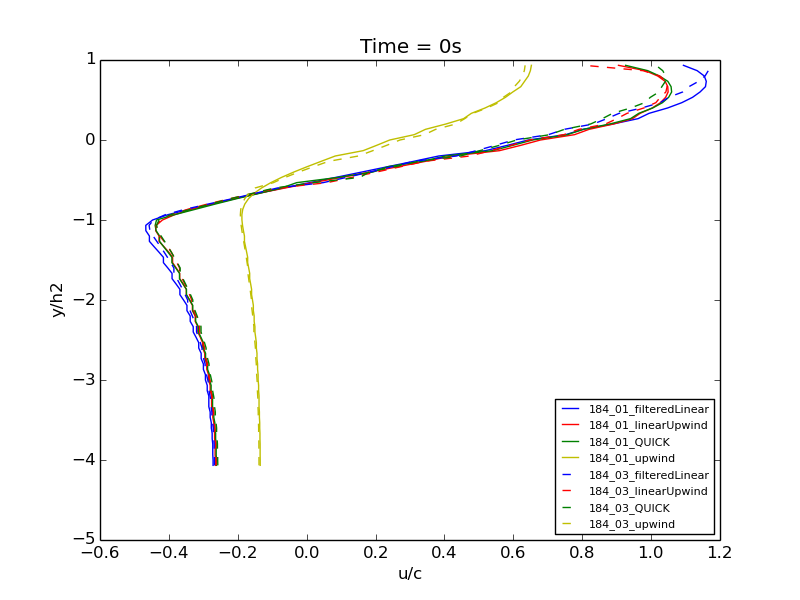 Time = 0s
1
0
−1
−2
−3
−4
−5
y/h2
−0.6 −0.4 −0.2 0.0 0.2 0.4 0.6 0.8 1.0 1.2
u/c
184_01_filteredLinear
184_01_linearUpwind
184_01_QUICK
184_01_upwind
184_03_filteredLinear
184_03_linearUpwind
184_03_QUICK
184_03_upwind